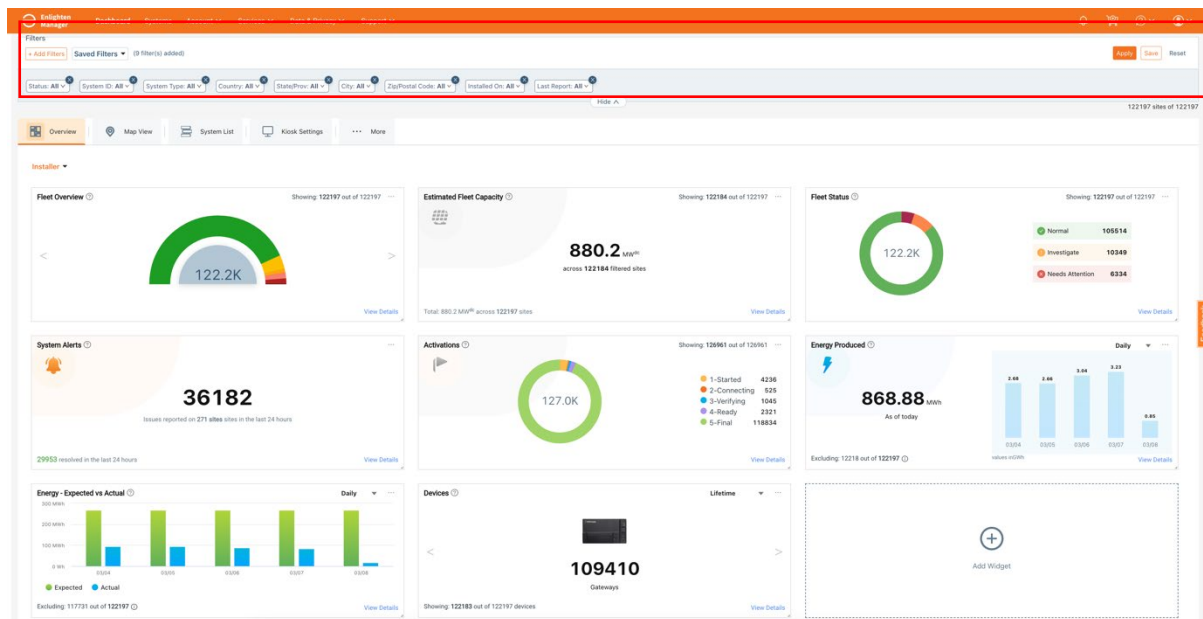 Enlighten
Manager
Dashboard Systems Account Services Data & Privacy Support
Filters
+ Add Filters Saved Filters (9 filter(s) added) Apply Save Reset
Status: All System ID: All System Type: All Country: All State/Prov: All City: All Zip/Postal Code: All Installed On: All Last Report: All
Hide
122197 sites of 122197
Overview Map View System List Kiosk Settings ... More
Installer
Fleet Overview Showing: 122197 out of 122197
122.2K
View Details
Estimated Fleet Capacity Showing: 122184 out of 122197
880.2 MWdc
across 122184 filtered sites
Total: 880.2 MWdc across 122197 sites View Details
Fleet Status Showing: 122197 out of 122197
122.2K
Normal 105514
Investigate 10349
Needs Attention 6334
View Details
System Alerts
36182
Issues reported on 271 sites sites in the last 24 hours
29953 resolved in the last 24 hours View Details
Activations Showing: 126961 out of 126961
127.0K
1-Started 4236
2-Connecting 525
3-Verifying 1045
4-Ready 2321
5-Final 118834
View Details
Energy Produced Daily
868.88 MWh
As of today
2.68 2.66 3.04 3.23 0.85
03/04 03/05 03/06 03/07 03/08
values inGWh
Excluding: 12218 out of 122197 View Details
Energy - Expected vs Actual Daily
300 MWh
200 MWh
100 MWh
0 Wh
03/04 03/05 03/06 03/07 03/08
Expected Actual
Excluding: 117731 out of 122197 View Details
Devices Lifetime
109410
Gateways
Showing: 122183 out of 122197 devices View Details
Add Widget